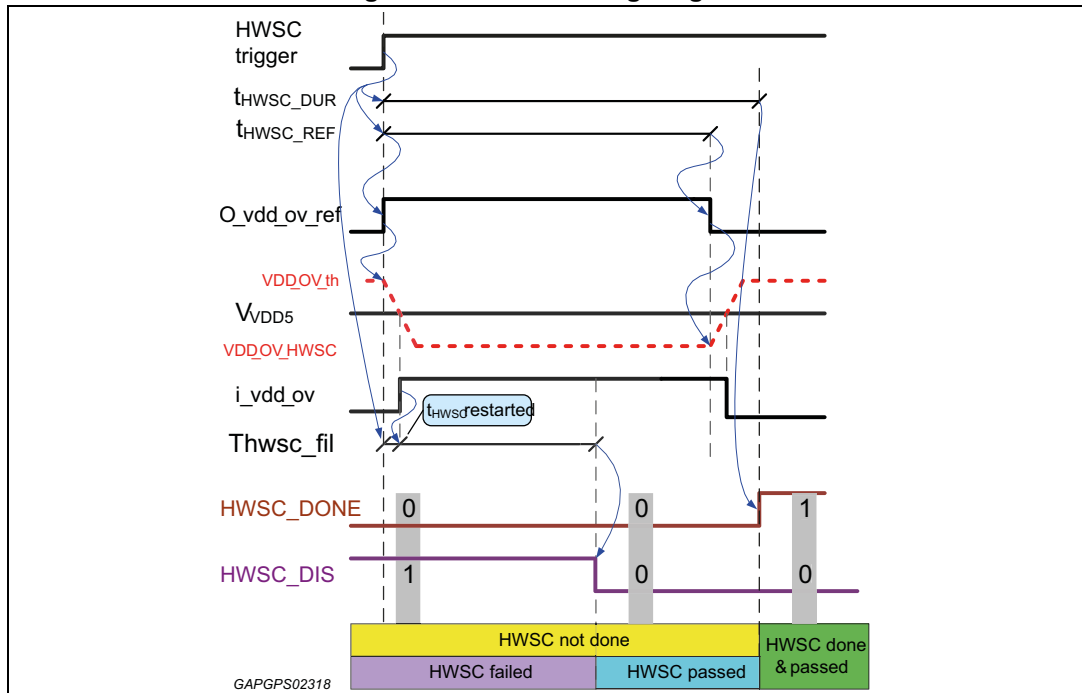 HWSC
trigger
tHWSC_DUR
tHWSC_REF
O_vdd_ov_ref
VDD_OV_th
VVDD5
VDD_OV_HWSC
i_vdd_ov
tHWSC restarted
Thwsc_fil
HWSC_DONE
0 0 1
HWSC_DIS
1 0 0
HWSC not done
HWSC done
& passed
HWSC failed
HWSC passed
GAPGPS02318